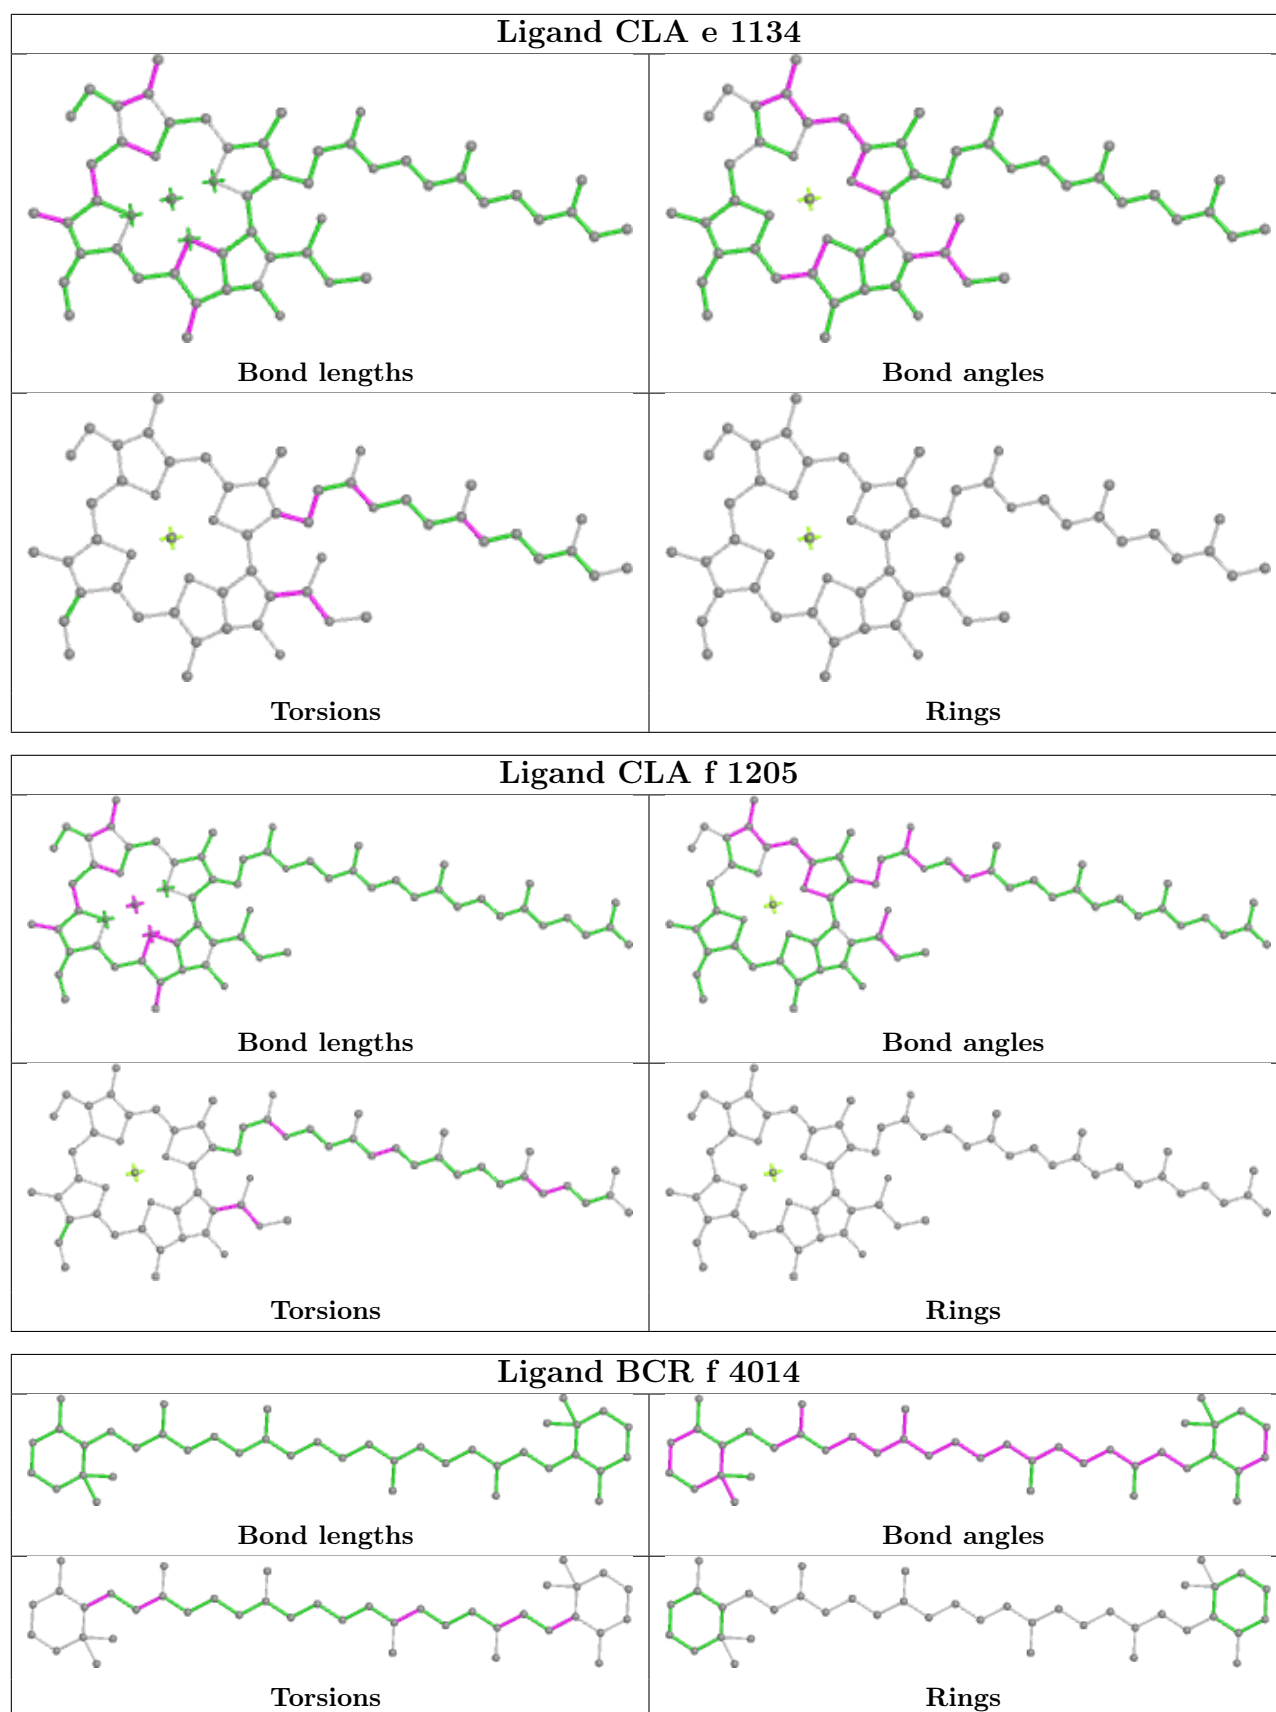 Ligand CLA e 1134
Bond lengths
Bond angles
Torsions
Rings
Ligand CLA f 1205
Bond lengths
Bond angles
Torsions
Rings
Ligand BCR f 4014
Bond lengths
Bond angles
Torsions
Rings